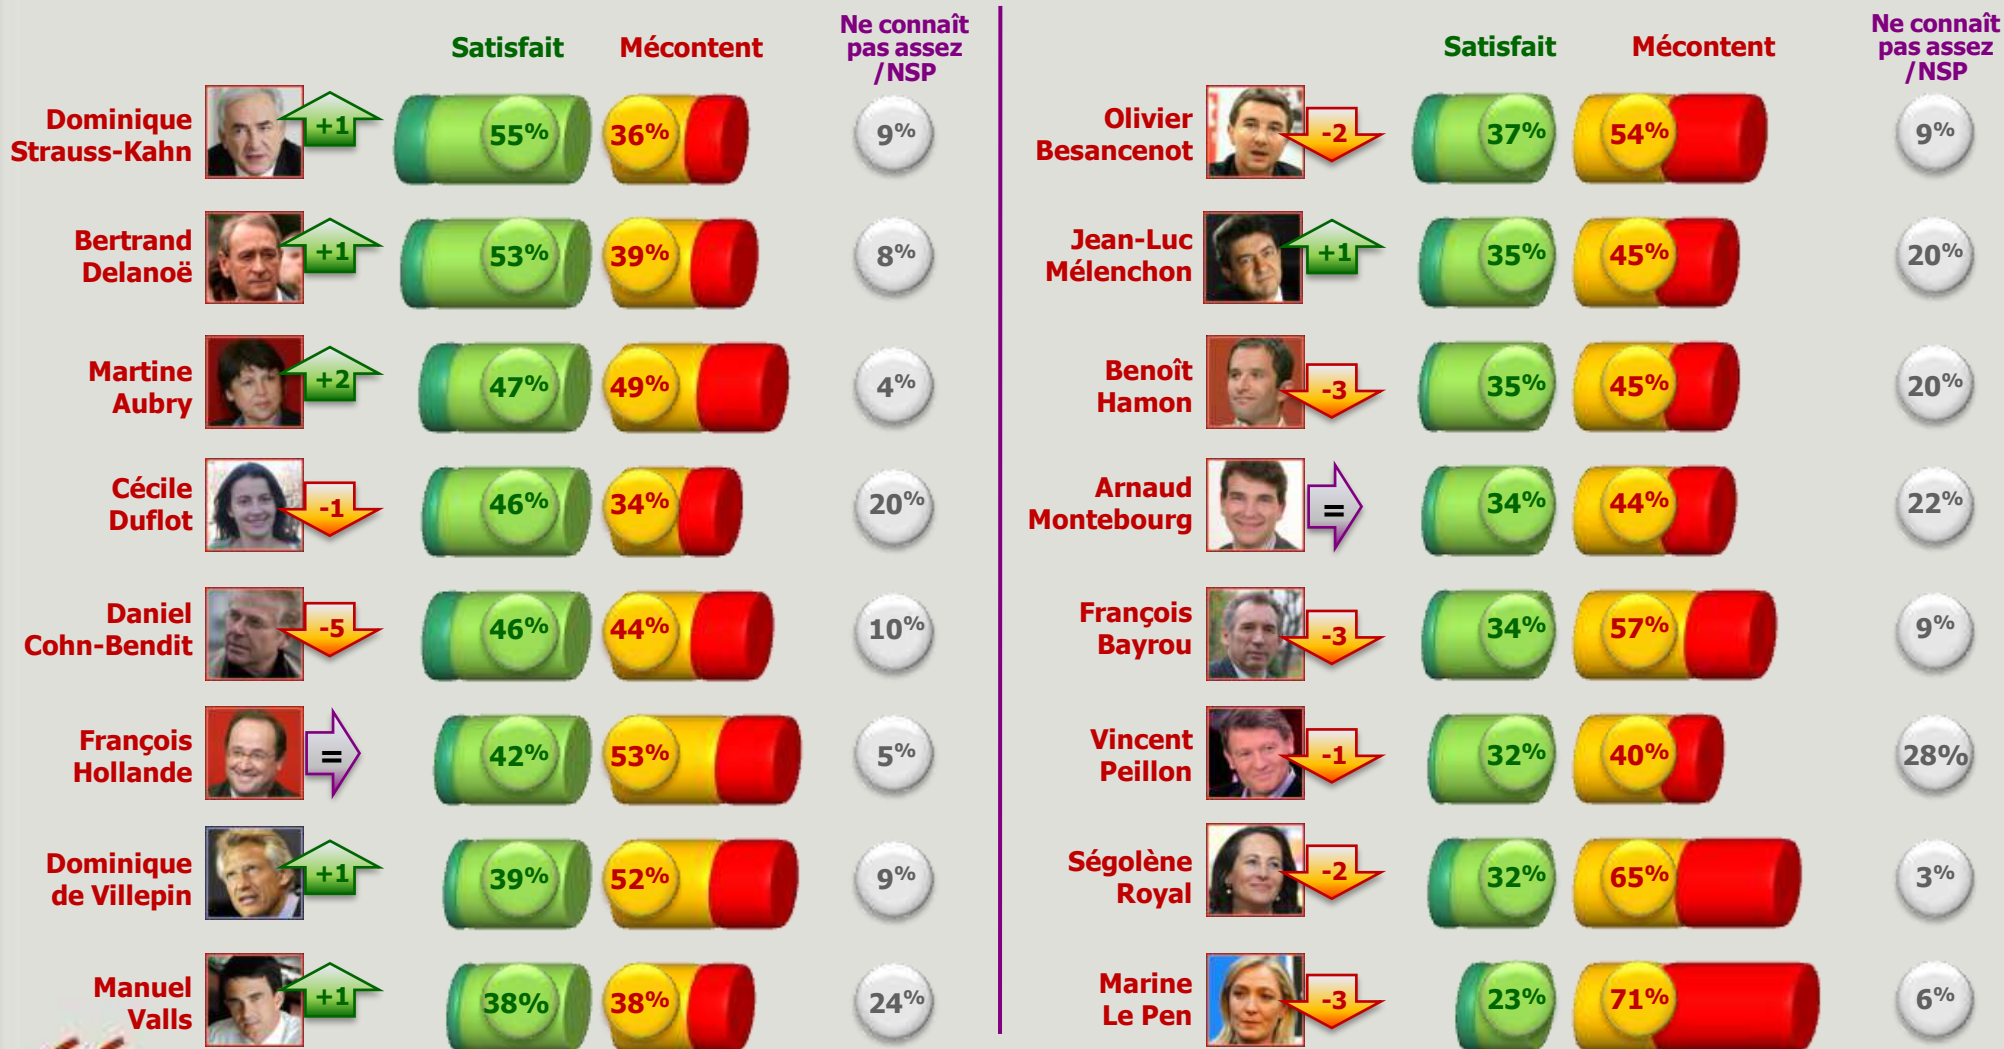 Satisfait Mécontent Ne connaît
pas assez
/NSP
Dominique
Strauss-Kahn +1 55% 36% 9%
Bertrand
Delanoë +1 53% 39% 8%
Martine
Aubry +2 47% 49% 4%
Cécile
Duflot -1 46% 34% 20%
Daniel
Cohn-Bendit -5 46% 44% 10%
François
Hollande = 42% 53% 5%
Dominique
de Villepin +1 39% 52% 9%
Manuel
Valls +1 38% 38% 24%
Satisfait Mécontent Ne connaît
pas assez
/NSP
Olivier
Besancenot -2 37% 54% 9%
Jean-Luc
Mélenchon +1 35% 45% 20%
Benoît
Hamon -3 35% 45% 20%
Arnaud
Montebourg = 34% 44% 22%
François
Bayrou -3 34% 57% 9%
Vincent
Peillon -1 32% 40% 28%
Ségolène
Royal -2 32% 65% 3%
Marine
Le Pen -3 23% 71% 6%